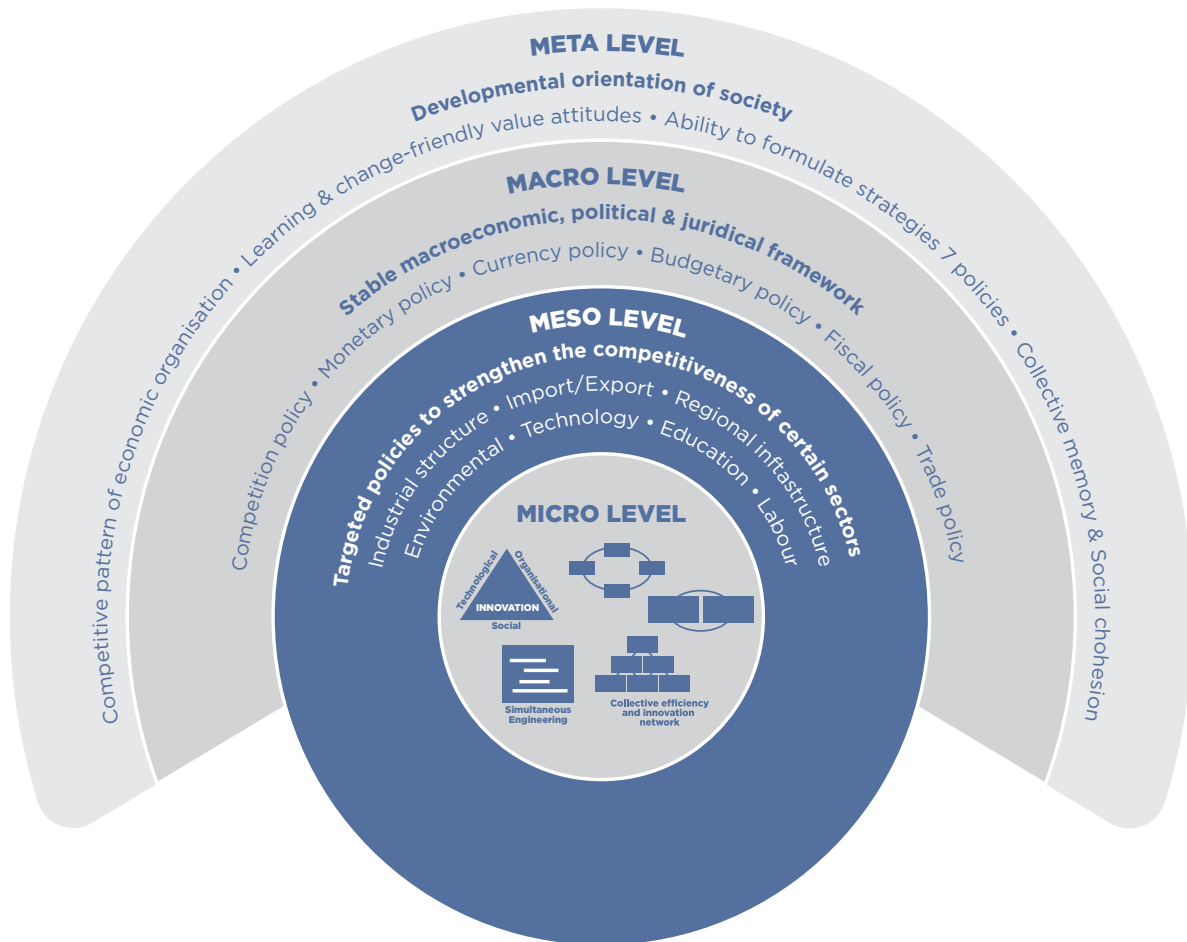 META LEVEL
Developmental orientation of society
Competitive pattern of economic organisation • Learning & change-friendly value attitudes • Ability to formulate strategies 7 policies • Collective memory & Social chohesion
MACRO LEVEL
Stable macroeconomic, political & juridical framework
Competition policy • Monetary policy • Currency policy • Budgetary policy • Fiscal policy • Trade policy
MESO LEVEL
Targeted policies to strengthen the competitiveness of certain sectors
Industrial structure • Import/Export • Regional inftastructure
Environmental • Technology • Education • Labour
MICRO LEVEL
Technological
Organisational
INNOVATION
Social
Simultaneous
Engineering
Collective efficiency
and innovation
network